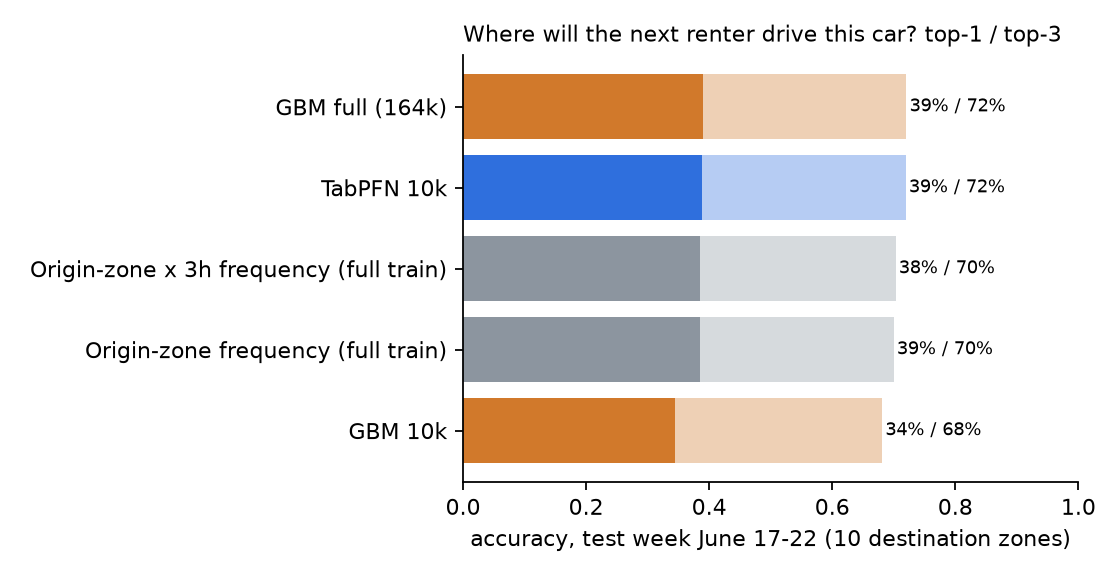 Where will the next renter drive this car? top-1 / top-3
GBM full (164k)
39% / 72%
TabPFN 10k
39% / 72%
Origin-zone x 3h frequency (full train)
38% / 70%
Origin-zone frequency (full train)
39% / 70%
GBM 10k
34% / 68%
0.0 0.2 0.4 0.6 0.8 1.0
accuracy, test week June 17-22 (10 destination zones)